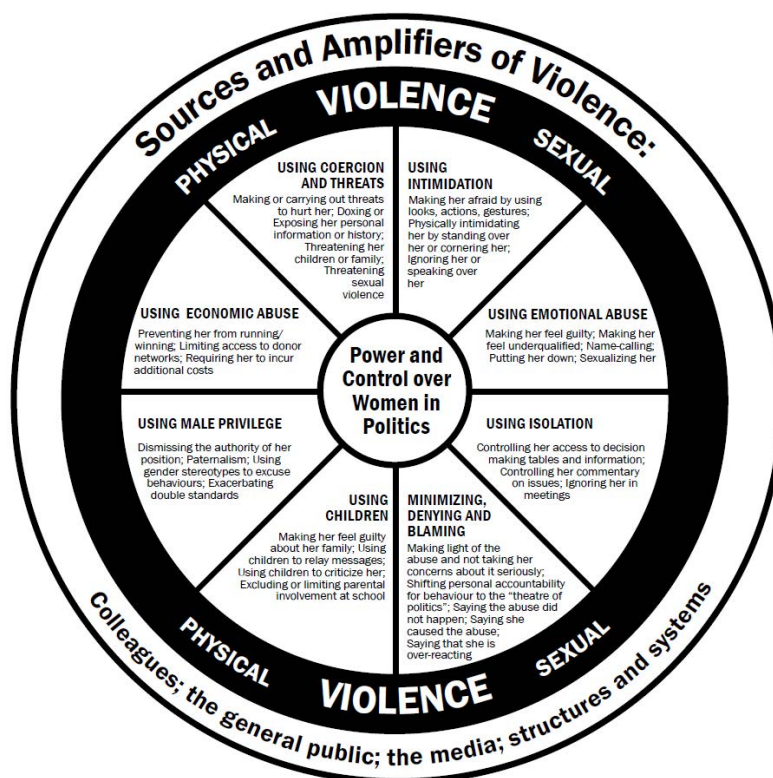 Sources and Amplifiers of Violence:
PHYSICAL VIOLENCE SEXUAL
USING COERCION
AND THREATS
Making or carrying out threats
to hurt her; Doxing or
Exposing her personal
information or history;
Threatening her
children or family;
Threatening
sexual
violence
USING
INTIMIDATION
Making her afraid by using
looks, actions, gestures;
Physically intimidating
her by standing over
her or cornering her;
Ignoring her or
speaking over
her
USING ECONOMIC ABUSE
Preventing her from running/
winning; Limiting access to donor
networks; Requiring her to incur
additional costs
USING EMOTIONAL ABUSE
Making her feel guilty; Making her
feel underqualified; Name-calling;
Putting her down; Sexualizing her
Power and
Control over
Women in
Politics
USING MALE PRIVILEGE
Dismissing the authority of her
position; Paternalism; Using
gender stereotypes to excuse
behaviours; Exacerbating
double standards
USING ISOLATION
Controlling her access to decision
making tables and information;
Controlling her commentary
on issues; Ignoring her in
meetings
USING
CHILDREN
Making her feel guilty
about her family; Using
children to relay messages;
Using children to criticize her;
Excluding or limiting parental
involvement at school
MINIMIZING,
DENYING AND
BLAMING
Making light of the
abuse and not taking her
concerns about it seriously;
Shifting personal accountability
for behaviour to the “theatre of
politics”; Saying the abuse did
not happen; Saying she
caused the abuse;
Saying that she is
over-reacting
PHYSICAL VIOLENCE SEXUAL
Colleagues; the general public; the media; structures and systems